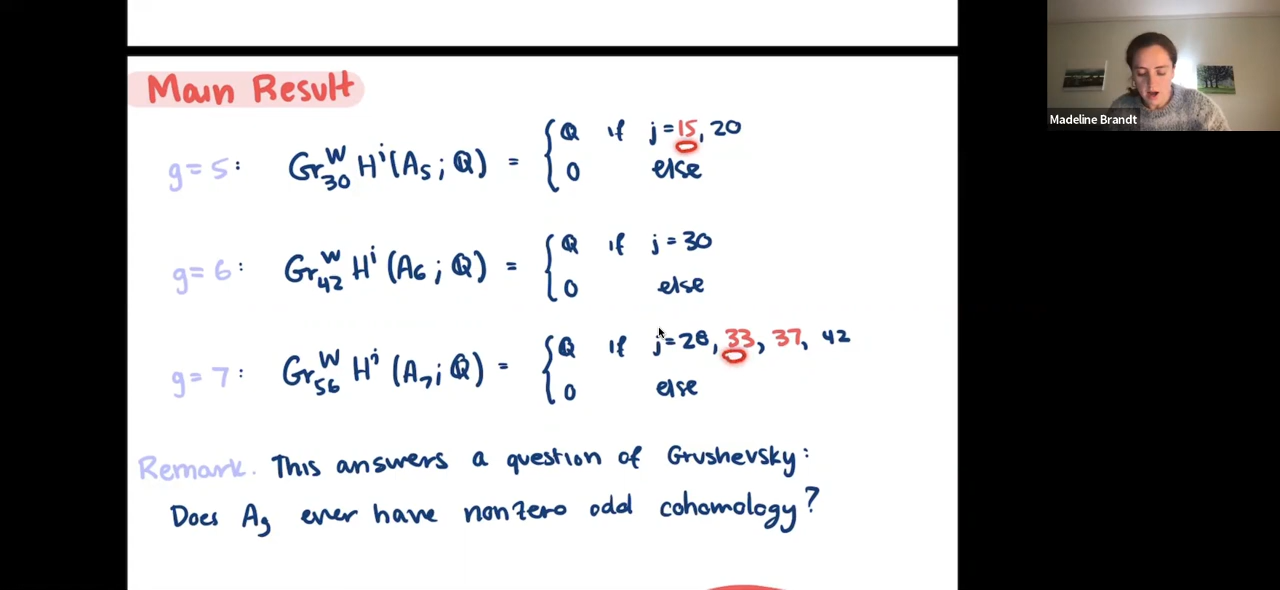 Main Result
g=5: Gr^W_30 H^i(A_5; Q) = { Q if j=15, 20
0 else
g=6: Gr^W_42 H^i(A_6; Q) = { Q if j=30
0 else
g=7: Gr^W_56 H^i(A_7; Q) = { Q if j=28, 33, 37, 42
0 else
Remark. This answers a question of Grushevsky:
Does A_g ever have nonzero odd cohomology?
Madeline Brandt